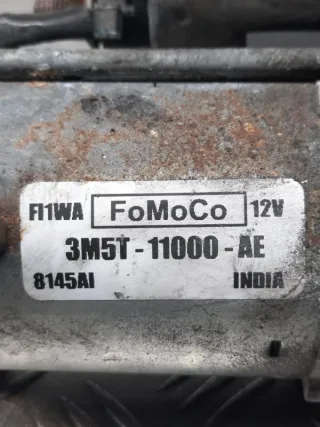 FI1WA FoMoCo 12V
3M5T-11000-AE
8145AI INDIA